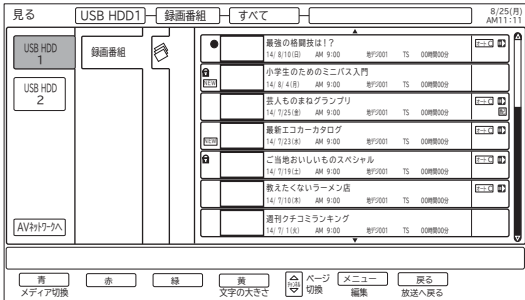 見る
USB HDD1
録画番組
すべて
8/25(月)
AM11:11
USB HDD
1
USB HDD
2
AVネットワークへ
録画番組
最強の格闘技は!?
14/ 8/10(日) AM 9:00 地デジ001 TS 00時間00分
小学生のためのミニバス入門
NEW
14/ 8/ 4(月) AM 9:00 地デジ001 TS 00時間00分
芸人ものまねグランプリ
14/ 7/25(金) AM 9:00 地デジ001 TS 00時間00分
最新エコカーカタログ
NEW
14/ 7/23(水) AM 9:00 地デジ001 TS 00時間00分
ご当地おいしいものスペシャル
14/ 7/19(土) AM 9:00 地デジ001 TS 00時間00分
教えたくないラーメン店
14/ 7/10(木) AM 9:00 地デジ001 TS 00時間00分
週刊クチコミランキング
14/ 7/ 1(火) AM 9:00 地デジ001 TS 00時間00分
青
メディア切換
赤
緑
黄
文字の大きさ
チャンネル
ページ
切換
メニュー
編集
戻る
放送へ戻る